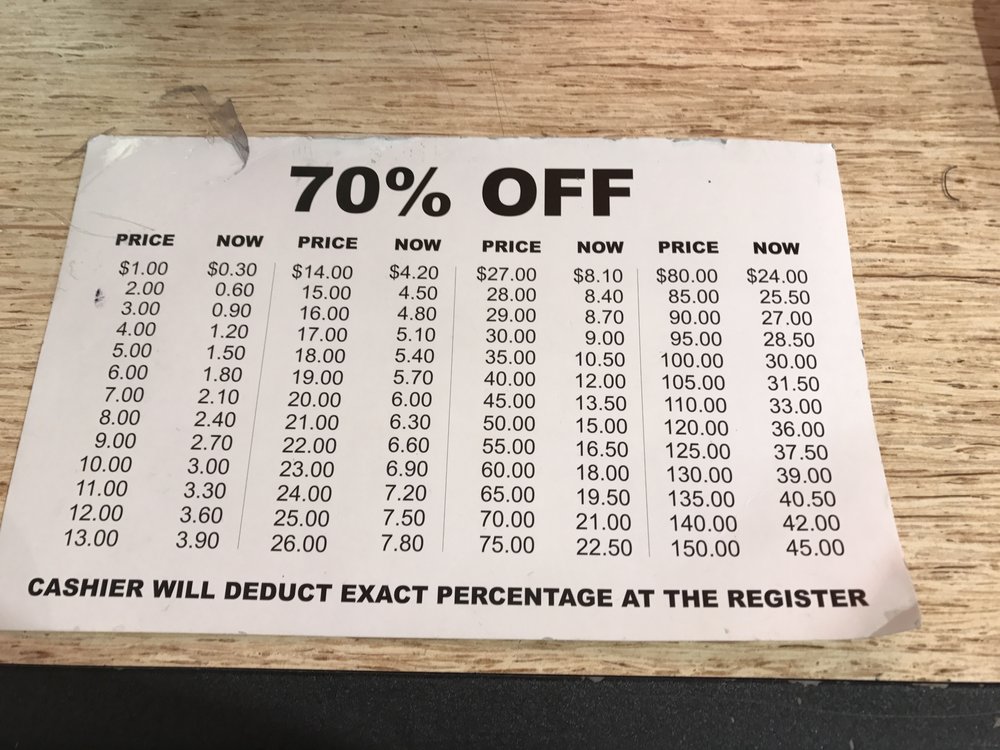 70% OFF
PRICE NOW PRICE NOW PRICE NOW PRICE NOW
$1.00 $0.30 $14.00 $4.20 $27.00 $8.10 $80.00 $24.00
2.00 0.60 15.00 4.50 28.00 8.40 85.00 25.50
3.00 0.90 16.00 4.80 29.00 8.70 90.00 27.00
4.00 1.20 17.00 5.10 30.00 9.00 95.00 28.50
5.00 1.50 18.00 5.40 35.00 10.50 100.00 30.00
6.00 1.80 19.00 5.70 40.00 12.00 105.00 31.50
7.00 2.10 20.00 6.00 45.00 13.50 110.00 33.00
8.00 2.40 21.00 6.30 50.00 15.00 120.00 36.00
9.00 2.70 22.00 6.60 55.00 16.50 125.00 37.50
10.00 3.00 23.00 6.90 60.00 18.00 130.00 39.00
11.00 3.30 24.00 7.20 65.00 19.50 135.00 40.50
12.00 3.60 25.00 7.50 70.00 21.00 140.00 42.00
13.00 3.90 26.00 7.80 75.00 22.50 150.00 45.00
CASHIER WILL DEDUCT EXACT PERCENTAGE AT THE REGISTER